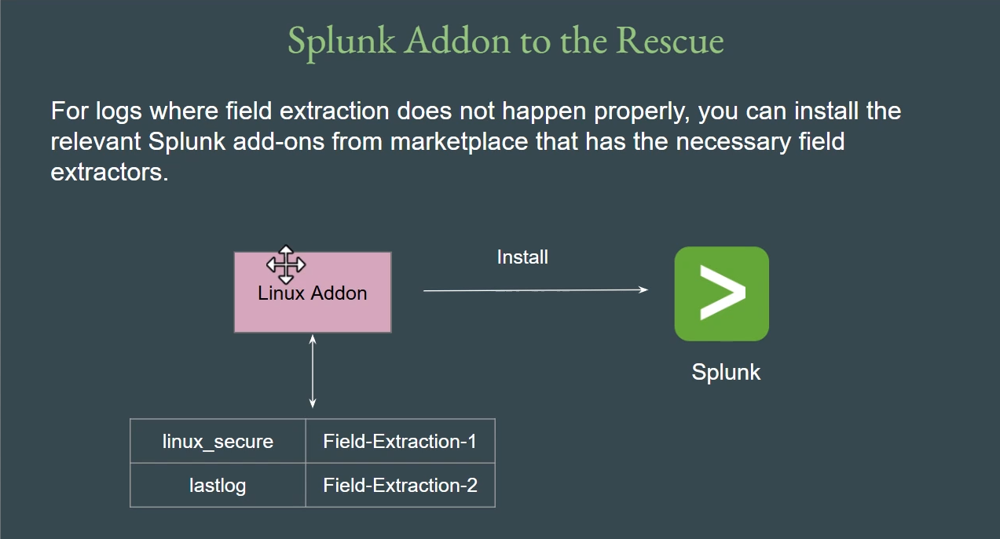 Splunk Addon to the Rescue
For logs where field extraction does not happen properly, you can install the
relevant Splunk add-ons from marketplace that has the necessary field
extractors.
Install
Linux Addon
Splunk
linux_secure Field-Extraction-1
lastlog Field-Extraction-2